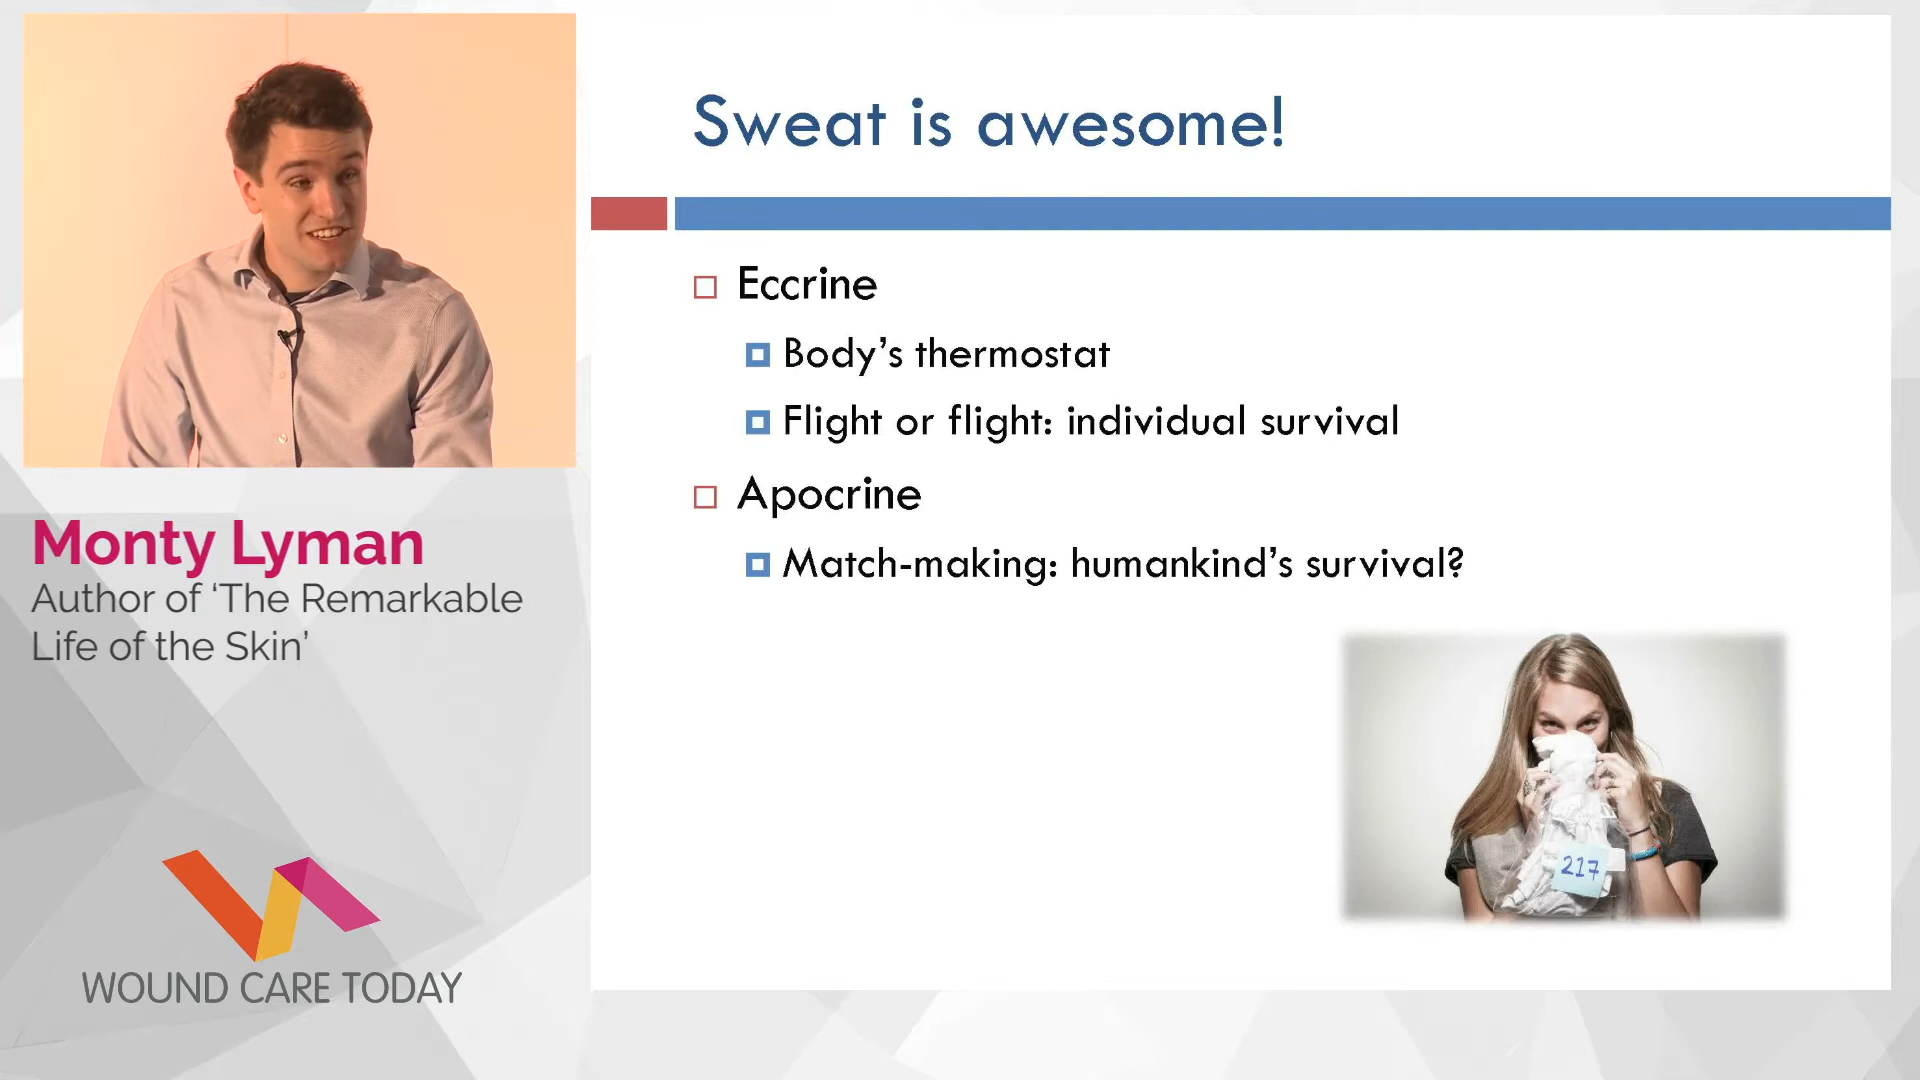 Sweat is awesome!
Eccrine
Body's thermostat
Flight or flight: individual survival
Apocrine
Match-making: humankind's survival?
217
Monty Lyman
Author of ‘The Remarkable
Life of the Skin’
WOUND CARE TODAY